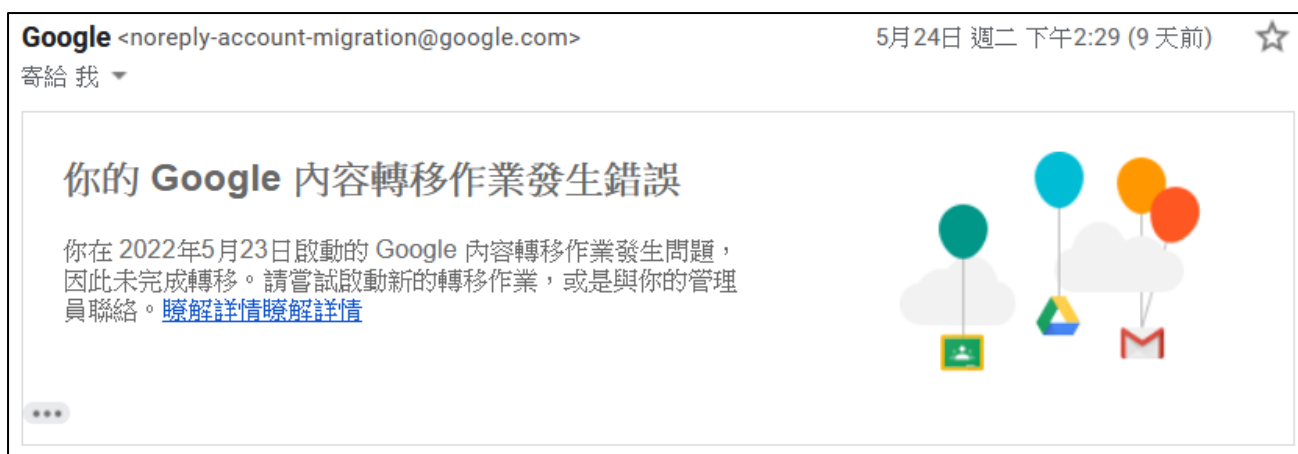 Google <noreply-account-migration@google.com> 5月24日 週二 下午2:29 (9 天前)
寄給 我
你的 Google 內容轉移作業發生錯誤
你在 2022年5月23日啟動的 Google 內容轉移作業發生問題，
因此未完成轉移。請嘗試啟動新的轉移作業，或是與你的管理
員聯絡。瞭解詳情瞭解詳情